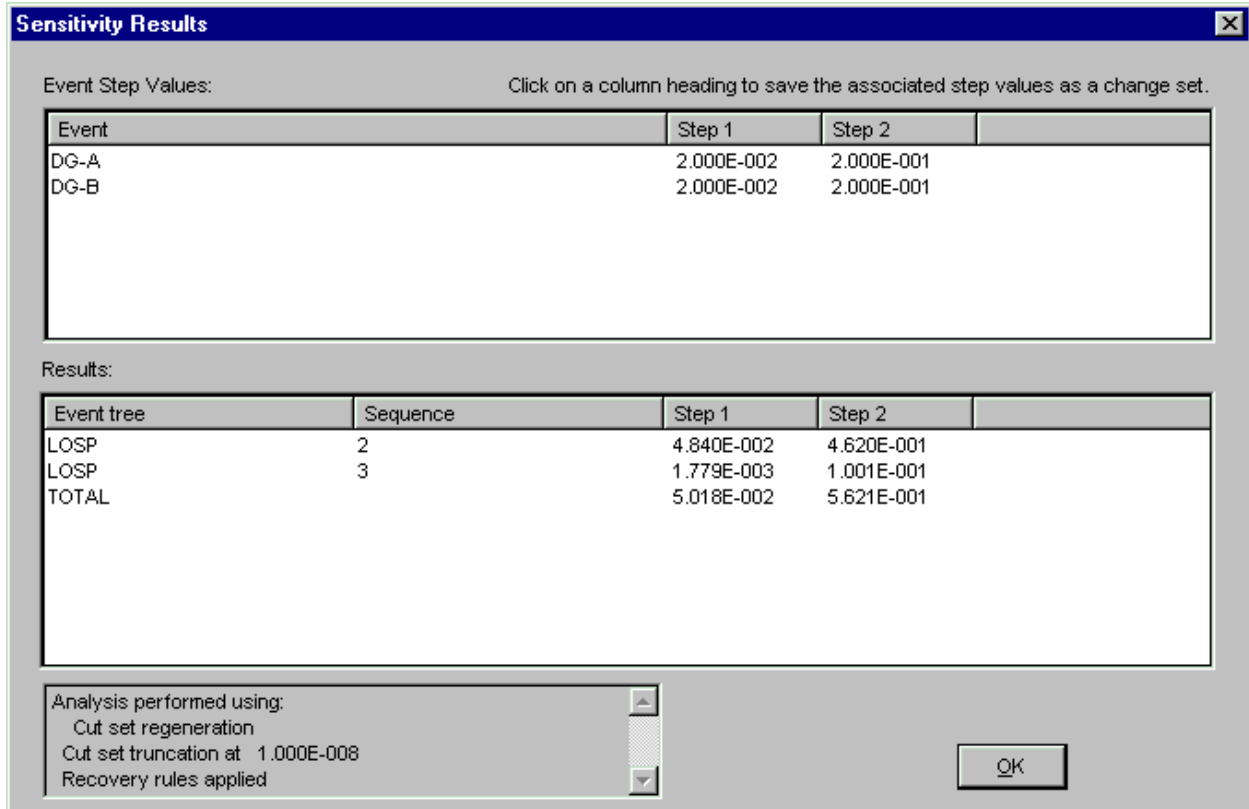 Sensitivity Results
Event Step Values: Click on a column heading to save the associated step values as a change set.
Event Step 1 Step 2
DG-A 2.000E-002 2.000E-001
DG-B 2.000E-002 2.000E-001
Results:
Event tree Sequence Step 1 Step 2
LOSP 2 4.840E-002 4.620E-001
LOSP 3 1.779E-003 1.001E-001
TOTAL 5.018E-002 5.621E-001
Analysis performed using:
Cut set regeneration
Cut set truncation at 1.000E-008
Recovery rules applied
OK